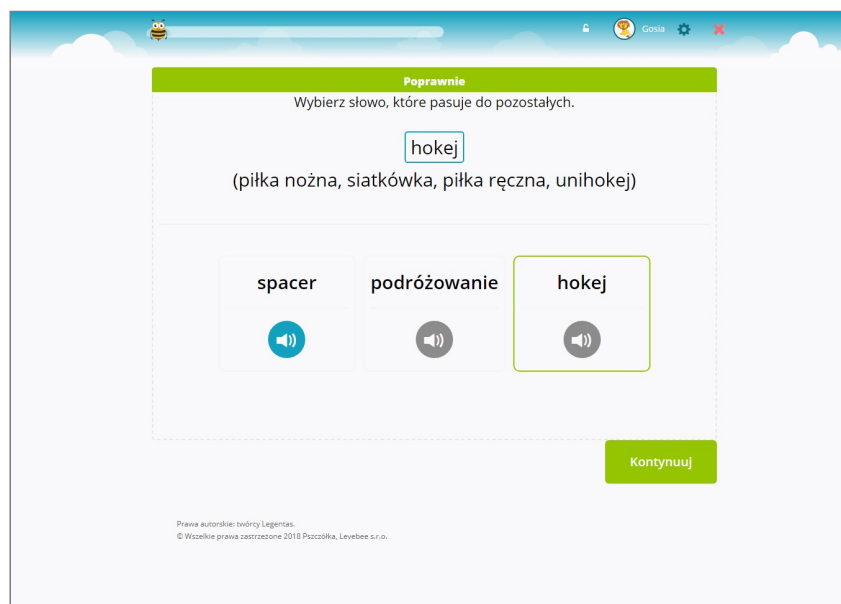 Gosia
Poprawnie
Wybierz słowo, które pasuje do pozostałych.
hokej
(piłka nożna, siatkówka, piłka ręczna, unihokej)
spacer podróżowanie hokej
Kontynuuj
Prawa autorskie: twórcy Legentas.
© Wszelkie prawa zastrzeżone 2018 Pszczółka, Levebee s.r.o.